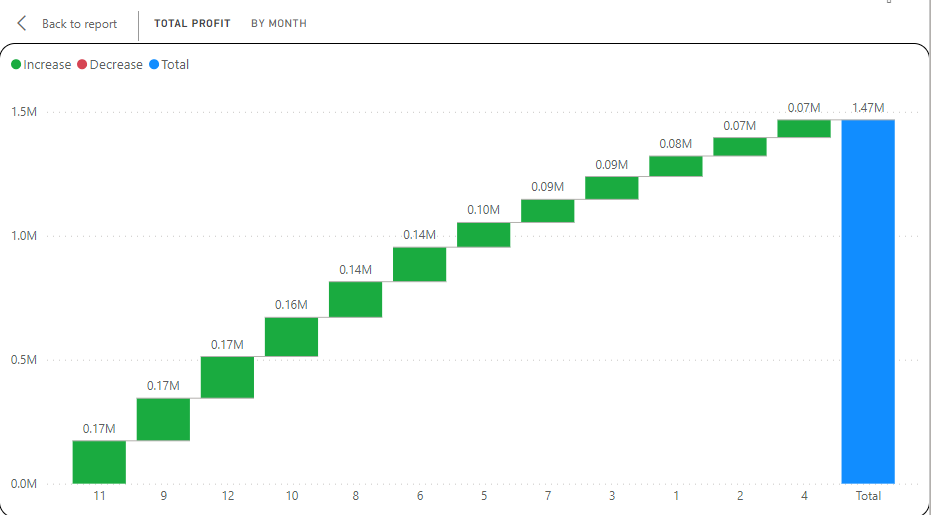 Back to report TOTAL PROFIT BY MONTH
Increase Decrease Total
1.5M
1.0M
0.5M
0.0M
0.17M
0.17M
0.17M
0.16M
0.14M
0.14M
0.10M
0.09M
0.09M
0.08M
0.07M
0.07M
1.47M
11 9 12 10 8 6 5 7 3 1 2 4 Total